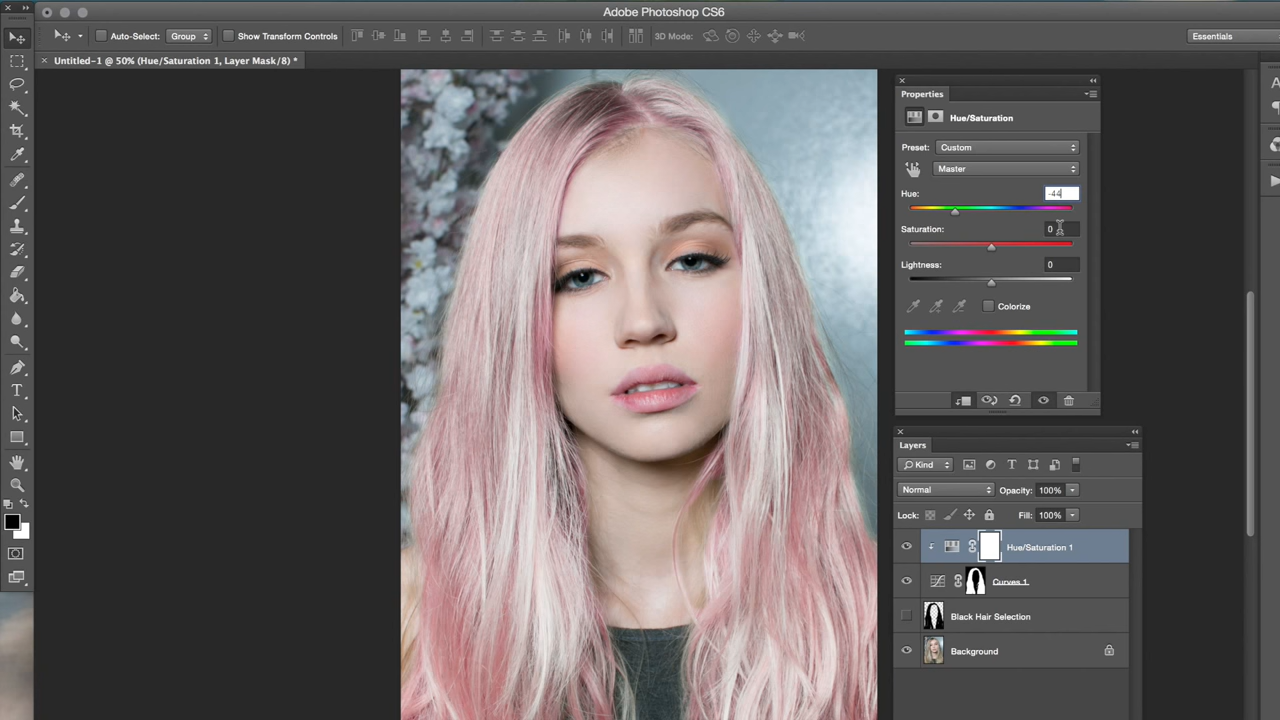 Adobe Photoshop CS6
Auto-Select: Group Show Transform Controls 3D Mode: Essentials
× Untitled-1 @ 50% (Hue/Saturation 1, Layer Mask/8) *
Properties
Hue/Saturation
Preset: Custom
Master
Hue: -44
Saturation: 0
Lightness: 0
Colorize
Layers
Kind
Normal Opacity: 100%
Lock: Fill: 100%
Hue/Saturation 1
Curves 1
Black Hair Selection
Background